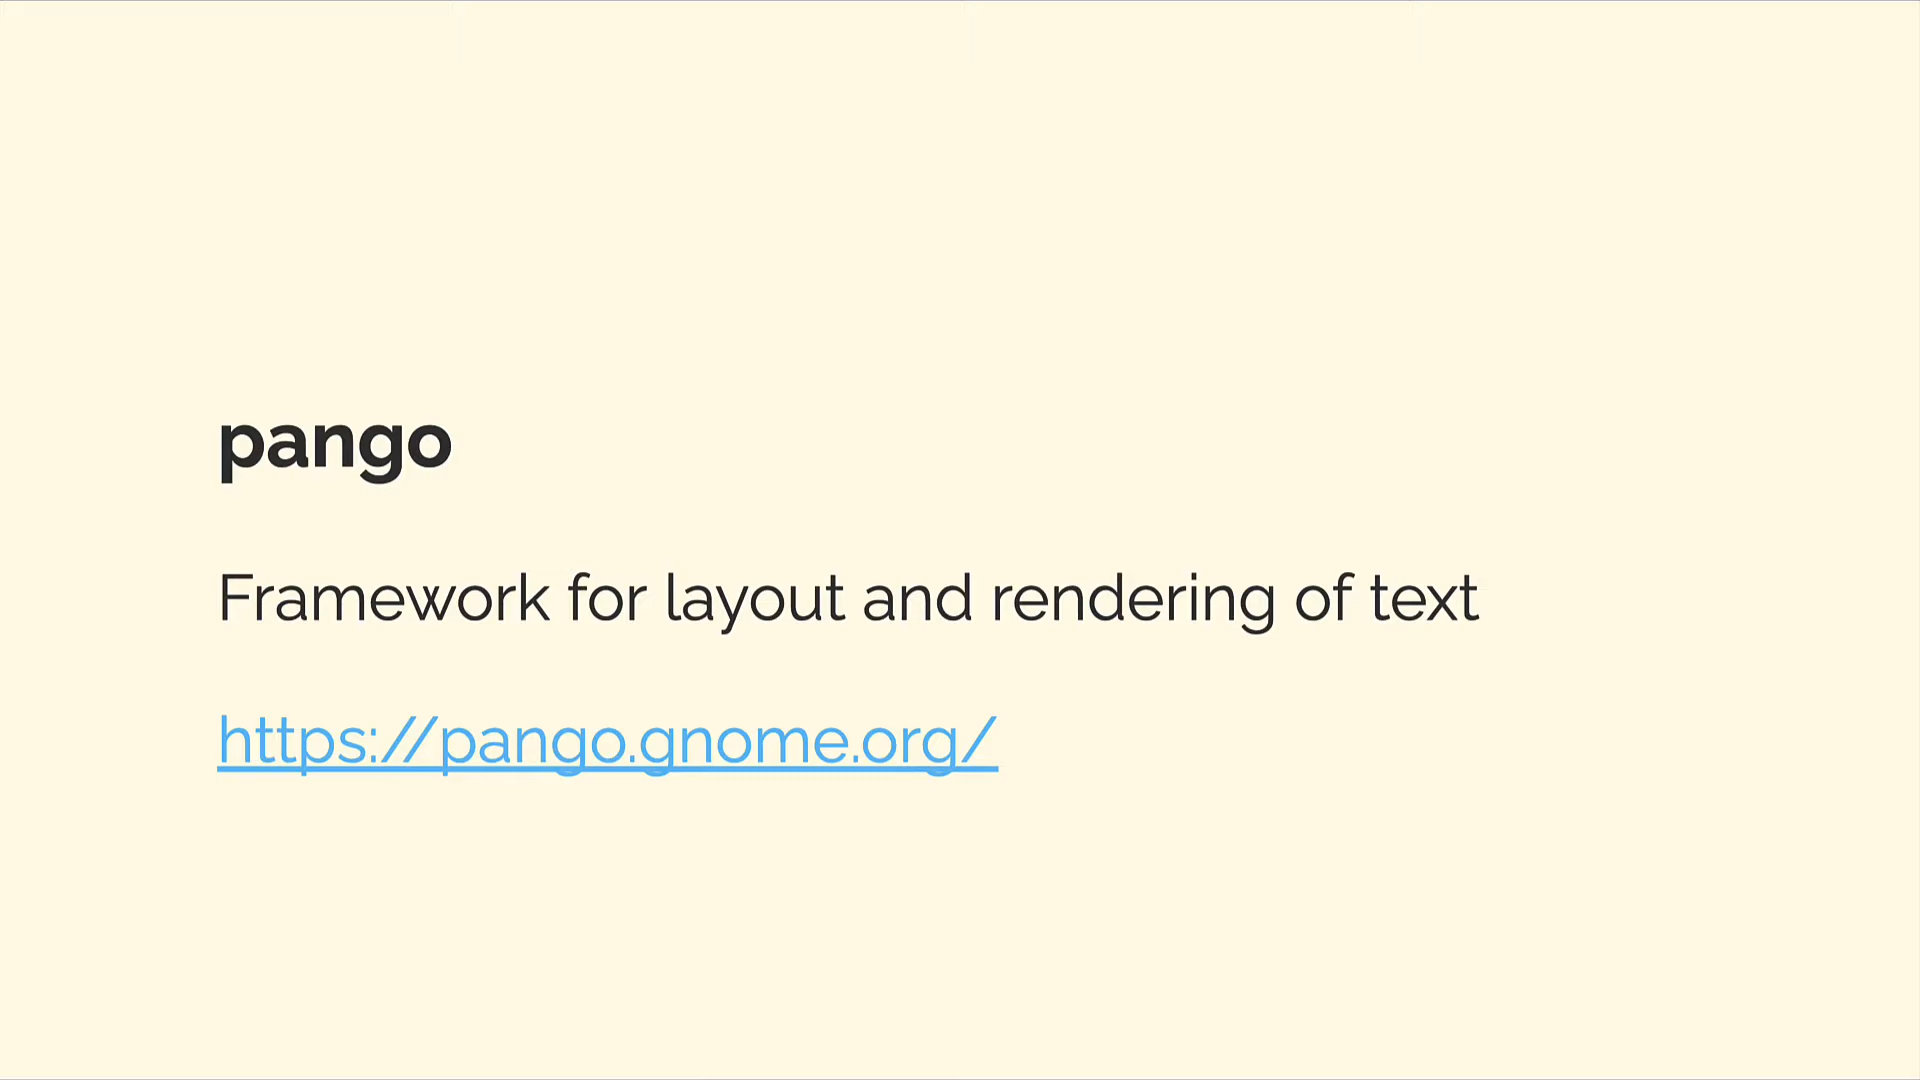 pango
Framework for layout and rendering of text
https://pango.gnome.org/